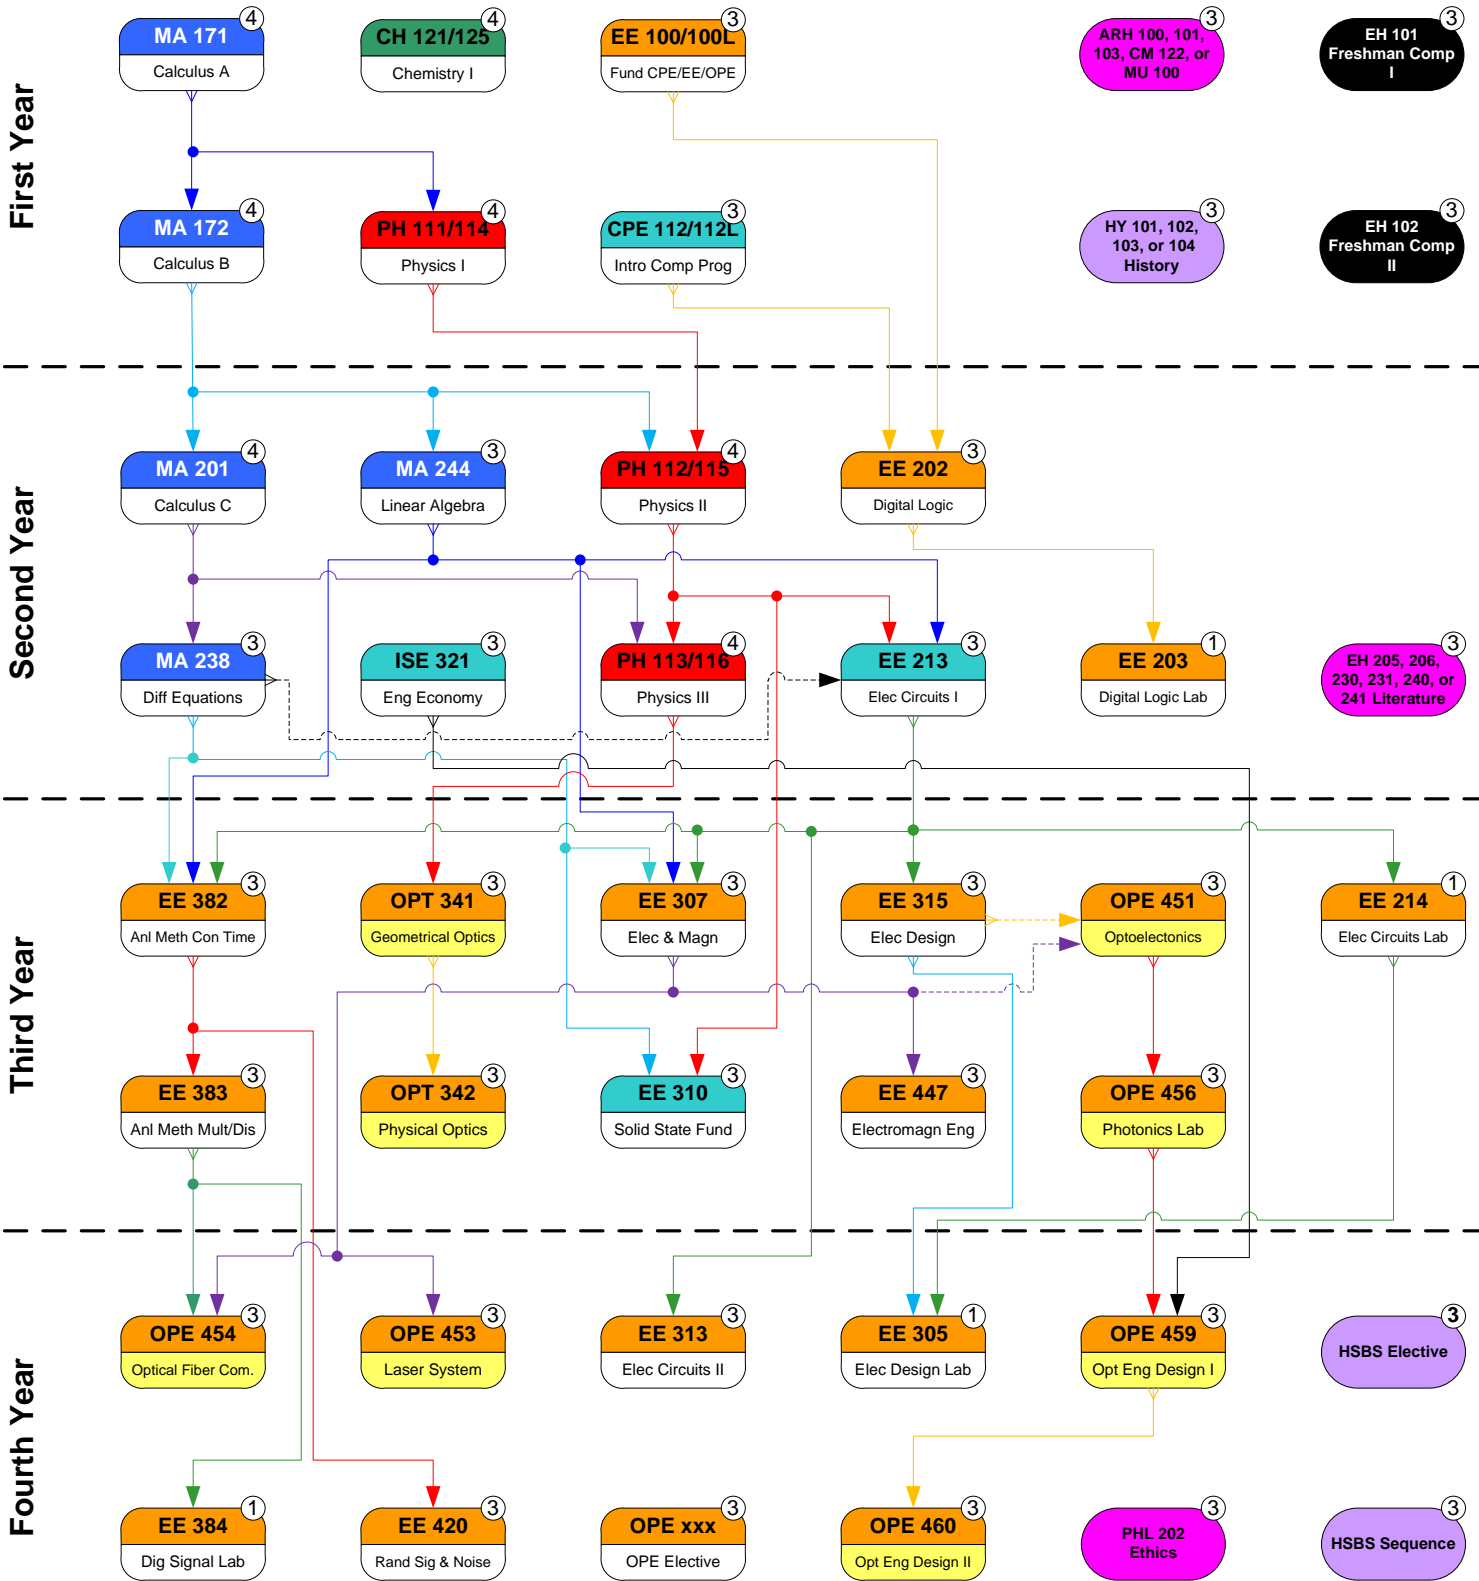 First Year
4
MA 171
Calculus A
4
CH 121/125
Chemistry I
3
EE 100/100L
Fund CPE/EE/OPE
3
ARH 100, 101,
103, CM 122, or
MU 100
3
EH 101
Freshman Comp
I
4
MA 172
Calculus B
4
PH 111/114
Physics I
3
CPE 112/112L
Intro Comp Prog
3
HY 101, 102,
103, or 104
History
3
EH 102
Freshman Comp
II
Second Year
4
MA 201
Calculus C
3
MA 244
Linear Algebra
4
PH 112/115
Physics II
3
EE 202
Digital Logic
3
MA 238
Diff Equations
3
ISE 321
Eng Economy
4
PH 113/116
Physics III
3
EE 213
Elec Circuits I
1
EE 203
Digital Logic Lab
3
EH 205, 206,
230, 231, 240, or
241 Literature
Third Year
3
EE 382
Anl Meth Con Time
3
OPT 341
Geometrical Optics
3
EE 307
Elec & Magn
3
EE 315
Elec Design
3
OPE 451
Optoelectonics
1
EE 214
Elec Circuits Lab
3
EE 383
Anl Meth Mult/Dis
3
OPT 342
Physical Optics
3
EE 310
Solid State Fund
3
EE 447
Electromagn Eng
3
OPE 456
Photonics Lab
Fourth Year
3
OPE 454
Optical Fiber Com.
3
OPE 453
Laser System
3
EE 313
Elec Circuits II
1
EE 305
Elec Design Lab
3
OPE 459
Opt Eng Design I
3
HSBS Elective
1
EE 384
Dig Signal Lab
3
EE 420
Rand Sig & Noise
3
OPE xxx
OPE Elective
3
OPE 460
Opt Eng Design II
3
PHL 202
Ethics
3
HSBS Sequence